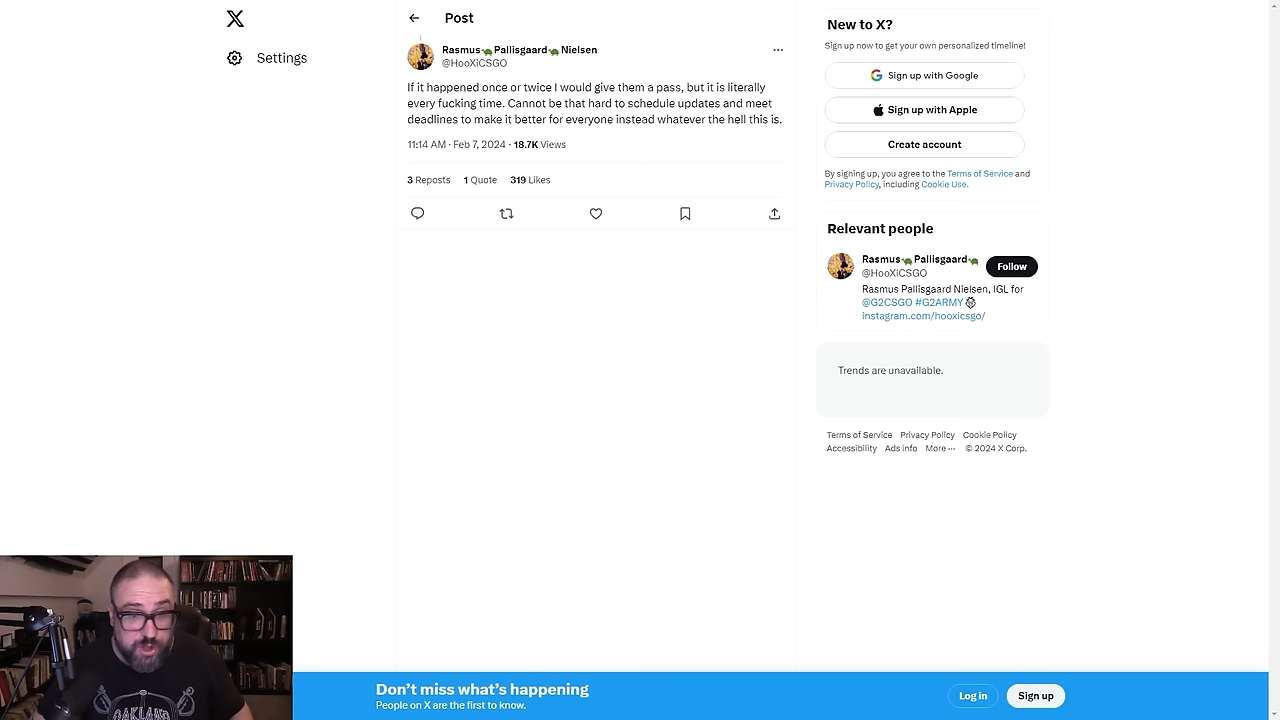 Post
Settings
Rasmus🐢Pallisgaard🐢Nielsen
@HooXiCSGO
If it happened once or twice I would give them a pass, but it is literally
every fucking time. Cannot be that hard to schedule updates and meet
deadlines to make it better for everyone instead whatever the hell this is.
11:14 AM · Feb 7, 2024 · 18.7K Views
3 Reposts 1 Quote 319 Likes
New to X?
Sign up now to get your own personalized timeline!
Sign up with Google
Sign up with Apple
Create account
By signing up, you agree to the Terms of Service and
Privacy Policy, including Cookie Use.
Relevant people
Rasmus🐢Pallisgaard🐢
@HooXiCSGO
Follow
Rasmus Pallisgaard Nielsen, IGL for
@G2CSGO #G2ARMY
instagram.com/hooxicsgo/
Trends are unavailable.
Terms of Service Privacy Policy Cookie Policy
Accessibility Ads info More ··· © 2024 X Corp.
OAKLAND
Don’t miss what’s happening
People on X are the first to know.
Log in
Sign up